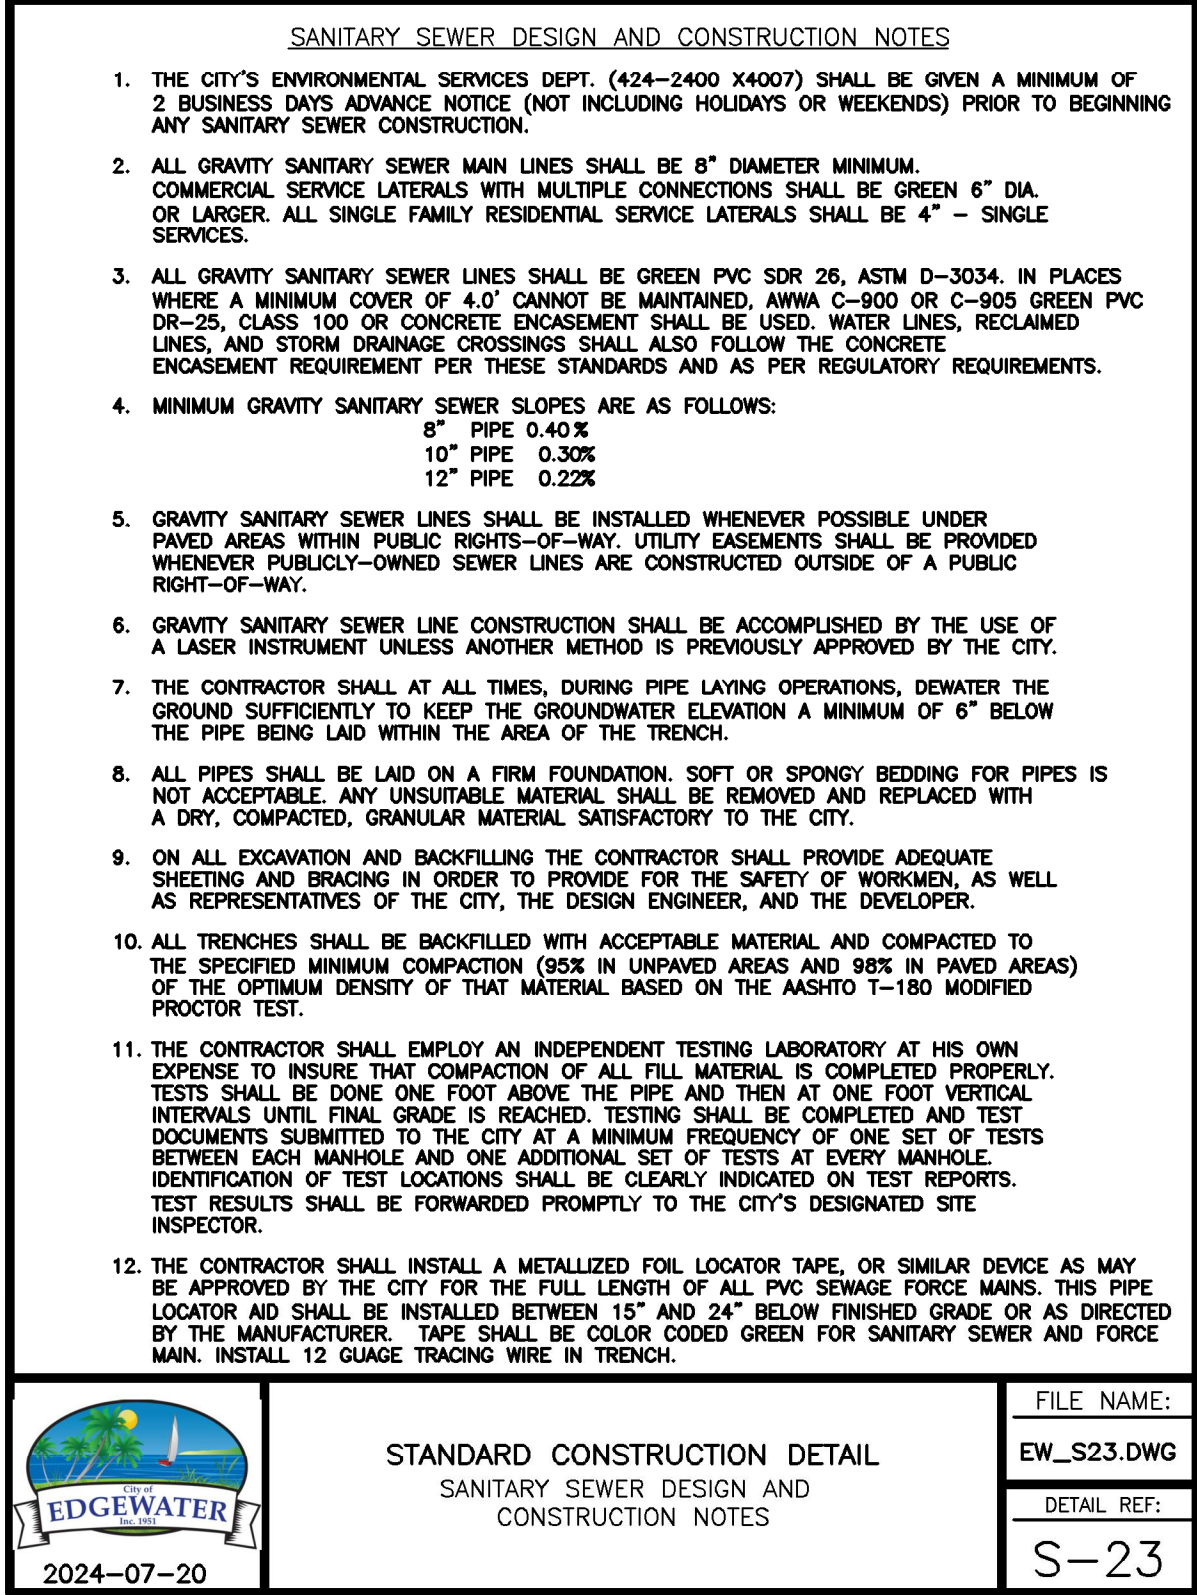 SANITARY SEWER DESIGN AND CONSTRUCTION NOTES
1. THE CITY'S ENVIRONMENTAL SERVICES DEPT. (424-2400 X4007) SHALL BE GIVEN A MINIMUM OF
2 BUSINESS DAYS ADVANCE NOTICE (NOT INCLUDING HOLIDAYS OR WEEKENDS) PRIOR TO BEGINNING
ANY SANITARY SEWER CONSTRUCTION.
2. ALL GRAVITY SANITARY SEWER MAIN LINES SHALL BE 8" DIAMETER MINIMUM.
COMMERCIAL SERVICE LATERALS WITH MULTIPLE CONNECTIONS SHALL BE GREEN 6" DIA.
OR LARGER. ALL SINGLE FAMILY RESIDENTIAL SERVICE LATERALS SHALL BE 4" - SINGLE
SERVICES.
3. ALL GRAVITY SANITARY SEWER LINES SHALL BE GREEN PVC SDR 26, ASTM D-3034. IN PLACES
WHERE A MINIMUM COVER OF 4.0' CANNOT BE MAINTAINED, AWWA C-900 OR C-905 GREEN PVC
DR-25, CLASS 100 OR CONCRETE ENCASEMENT SHALL BE USED. WATER LINES, RECLAIMED
LINES, AND STORM DRAINAGE CROSSINGS SHALL ALSO FOLLOW THE CONCRETE
ENCASEMENT REQUIREMENT PER THESE STANDARDS AND AS PER REGULATORY REQUIREMENTS.
4. MINIMUM GRAVITY SANITARY SEWER SLOPES ARE AS FOLLOWS:
8" PIPE 0.40%
10" PIPE 0.30%
12" PIPE 0.22%
5. GRAVITY SANITARY SEWER LINES SHALL BE INSTALLED WHENEVER POSSIBLE UNDER
PAVED AREAS WITHIN PUBLIC RIGHTS-OF-WAY. UTILITY EASEMENTS SHALL BE PROVIDED
WHENEVER PUBLICLY-OWNED SEWER LINES ARE CONSTRUCTED OUTSIDE OF A PUBLIC
RIGHT-OF-WAY.
6. GRAVITY SANITARY SEWER LINE CONSTRUCTION SHALL BE ACCOMPLISHED BY THE USE OF
A LASER INSTRUMENT UNLESS ANOTHER METHOD IS PREVIOUSLY APPROVED BY THE CITY.
7. THE CONTRACTOR SHALL AT ALL TIMES, DURING PIPE LAYING OPERATIONS, DEWATER THE
GROUND SUFFICIENTLY TO KEEP THE GROUNDWATER ELEVATION A MINIMUM OF 6" BELOW
THE PIPE BEING LAID WITHIN THE AREA OF THE TRENCH.
8. ALL PIPES SHALL BE LAID ON A FIRM FOUNDATION. SOFT OR SPONGY BEDDING FOR PIPES IS
NOT ACCEPTABLE. ANY UNSUITABLE MATERIAL SHALL BE REMOVED AND REPLACED WITH
A DRY, COMPACTED, GRANULAR MATERIAL SATISFACTORY TO THE CITY.
9. ON ALL EXCAVATION AND BACKFILLING THE CONTRACTOR SHALL PROVIDE ADEQUATE
SHEETING AND BRACING IN ORDER TO PROVIDE FOR THE SAFETY OF WORKMEN, AS WELL
AS REPRESENTATIVES OF THE CITY, THE DESIGN ENGINEER, AND THE DEVELOPER.
10. ALL TRENCHES SHALL BE BACKFILLED WITH ACCEPTABLE MATERIAL AND COMPACTED TO
THE SPECIFIED MINIMUM COMPACTION (95% IN UNPAVED AREAS AND 98% IN PAVED AREAS)
OF THE OPTIMUM DENSITY OF THAT MATERIAL BASED ON THE AASHTO T-180 MODIFIED
PROCTOR TEST.
11. THE CONTRACTOR SHALL EMPLOY AN INDEPENDENT TESTING LABORATORY AT HIS OWN
EXPENSE TO INSURE THAT COMPACTION OF ALL FILL MATERIAL IS COMPLETED PROPERLY.
TESTS SHALL BE DONE ONE FOOT ABOVE THE PIPE AND THEN AT ONE FOOT VERTICAL
INTERVALS UNTIL FINAL GRADE IS REACHED. TESTING SHALL BE COMPLETED AND TEST
DOCUMENTS SUBMITTED TO THE CITY AT A MINIMUM FREQUENCY OF ONE SET OF TESTS
BETWEEN EACH MANHOLE AND ONE ADDITIONAL SET OF TESTS AT EVERY MANHOLE.
IDENTIFICATION OF TEST LOCATIONS SHALL BE CLEARLY INDICATED ON TEST REPORTS.
TEST RESULTS SHALL BE FORWARDED PROMPTLY TO THE CITY'S DESIGNATED SITE
INSPECTOR.
12. THE CONTRACTOR SHALL INSTALL A METALLIZED FOIL LOCATOR TAPE, OR SIMILAR DEVICE AS MAY
BE APPROVED BY THE CITY FOR THE FULL LENGTH OF ALL PVC SEWAGE FORCE MAINS. THIS PIPE
LOCATOR AID SHALL BE INSTALLED BETWEEN 15" AND 24" BELOW FINISHED GRADE OR AS DIRECTED
BY THE MANUFACTURER. TAPE SHALL BE COLOR CODED GREEN FOR SANITARY SEWER AND FORCE
MAIN. INSTALL 12 GUAGE TRACING WIRE IN TRENCH.
City of
EDGEWATER
Inc. 1951
2024-07-20
STANDARD CONSTRUCTION DETAIL
SANITARY SEWER DESIGN AND
CONSTRUCTION NOTES
FILE NAME:
EW_S23.DWG
DETAIL REF:
S-23